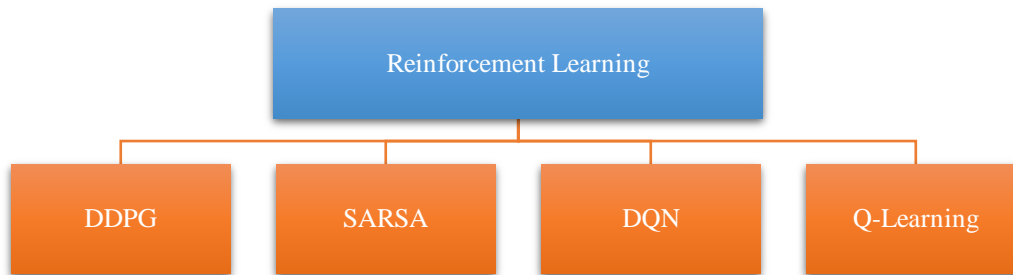 Reinforcement Learning
DDPG
SARSA
DQN
Q-Learning